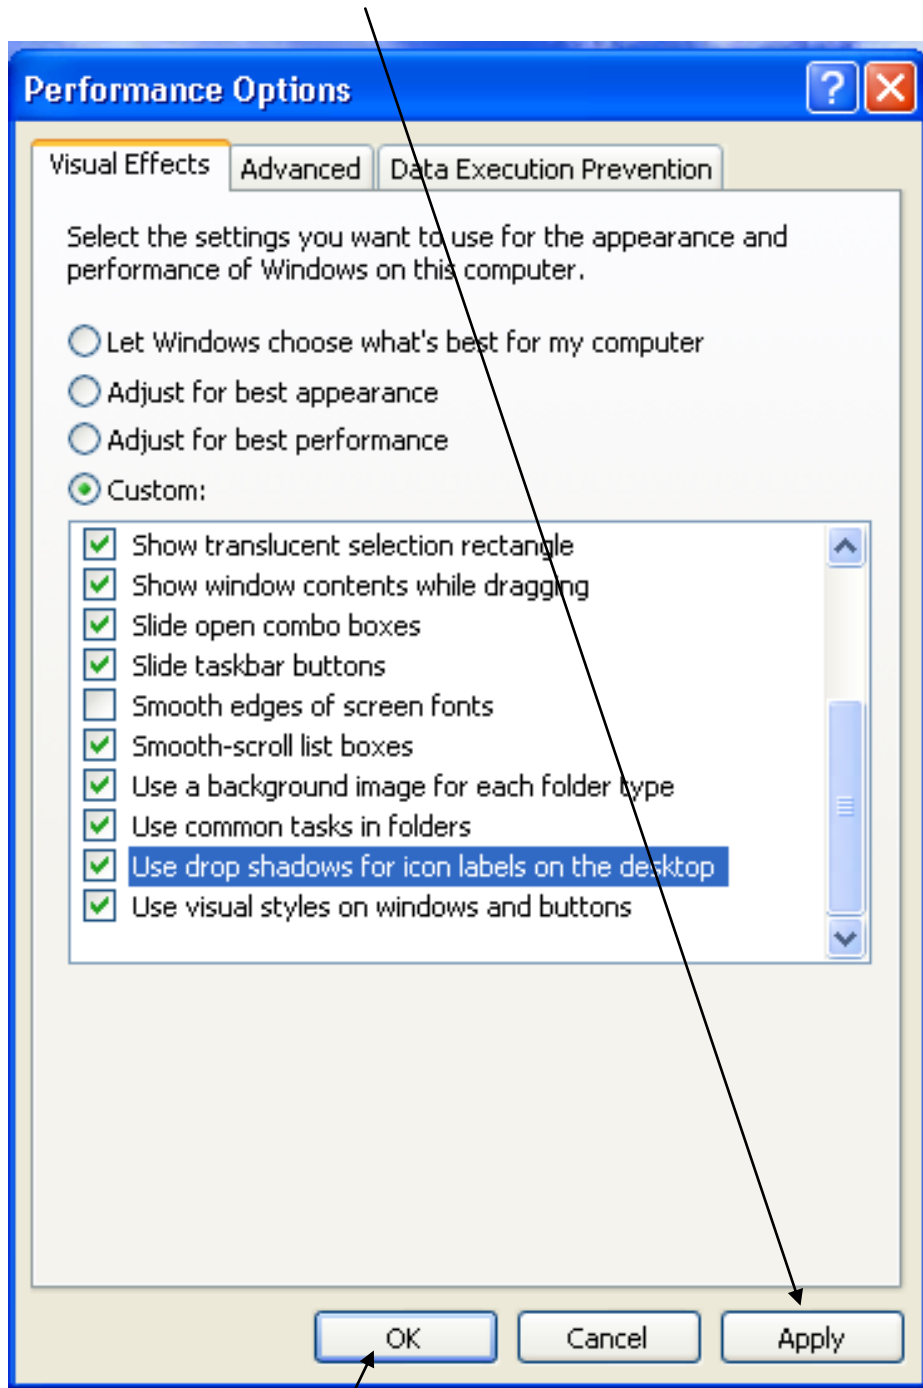 Performance Options
Visual Effects
Advanced
Data Execution Prevention
Select the settings you want to use for the appearance and
performance of Windows on this computer.
Let Windows choose what's best for my computer
Adjust for best appearance
Adjust for best performance
Custom:
Show translucent selection rectangle
Show window contents while dragging
Slide open combo boxes
Slide taskbar buttons
Smooth edges of screen fonts
Smooth-scroll list boxes
Use a background image for each folder type
Use common tasks in folders
Use drop shadows for icon labels on the desktop
Use visual styles on windows and buttons
OK
Cancel
Apply